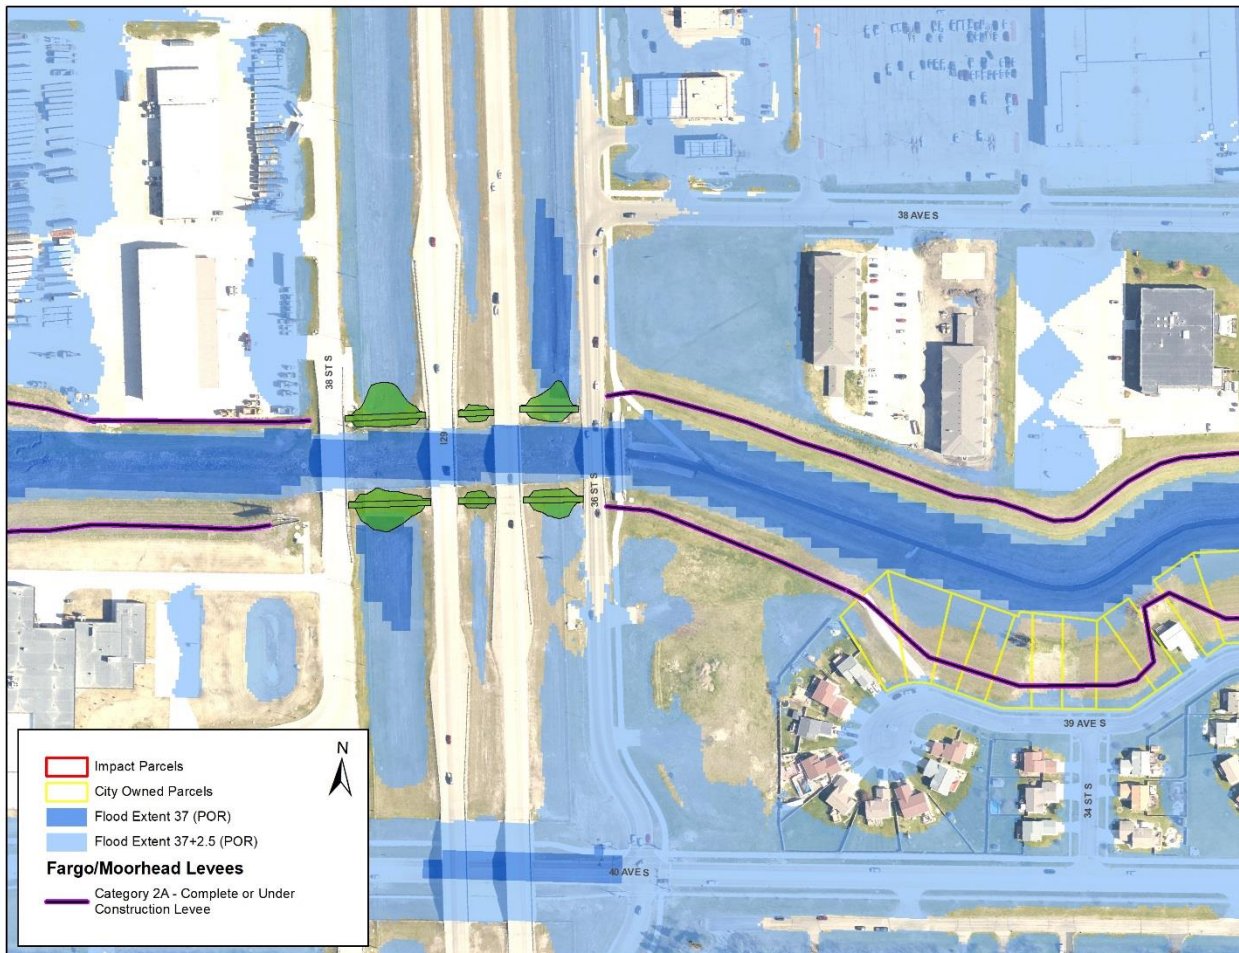 38 AVE S
38 ST S
I29
36 ST S
39 AVE S
34 ST S
40 AVE S
N
Impact Parcels
City Owned Parcels
Flood Extent 37 (POR)
Flood Extent 37+2.5 (POR)
Fargo/Moorhead Levees
Category 2A - Complete or Under
Construction Levee